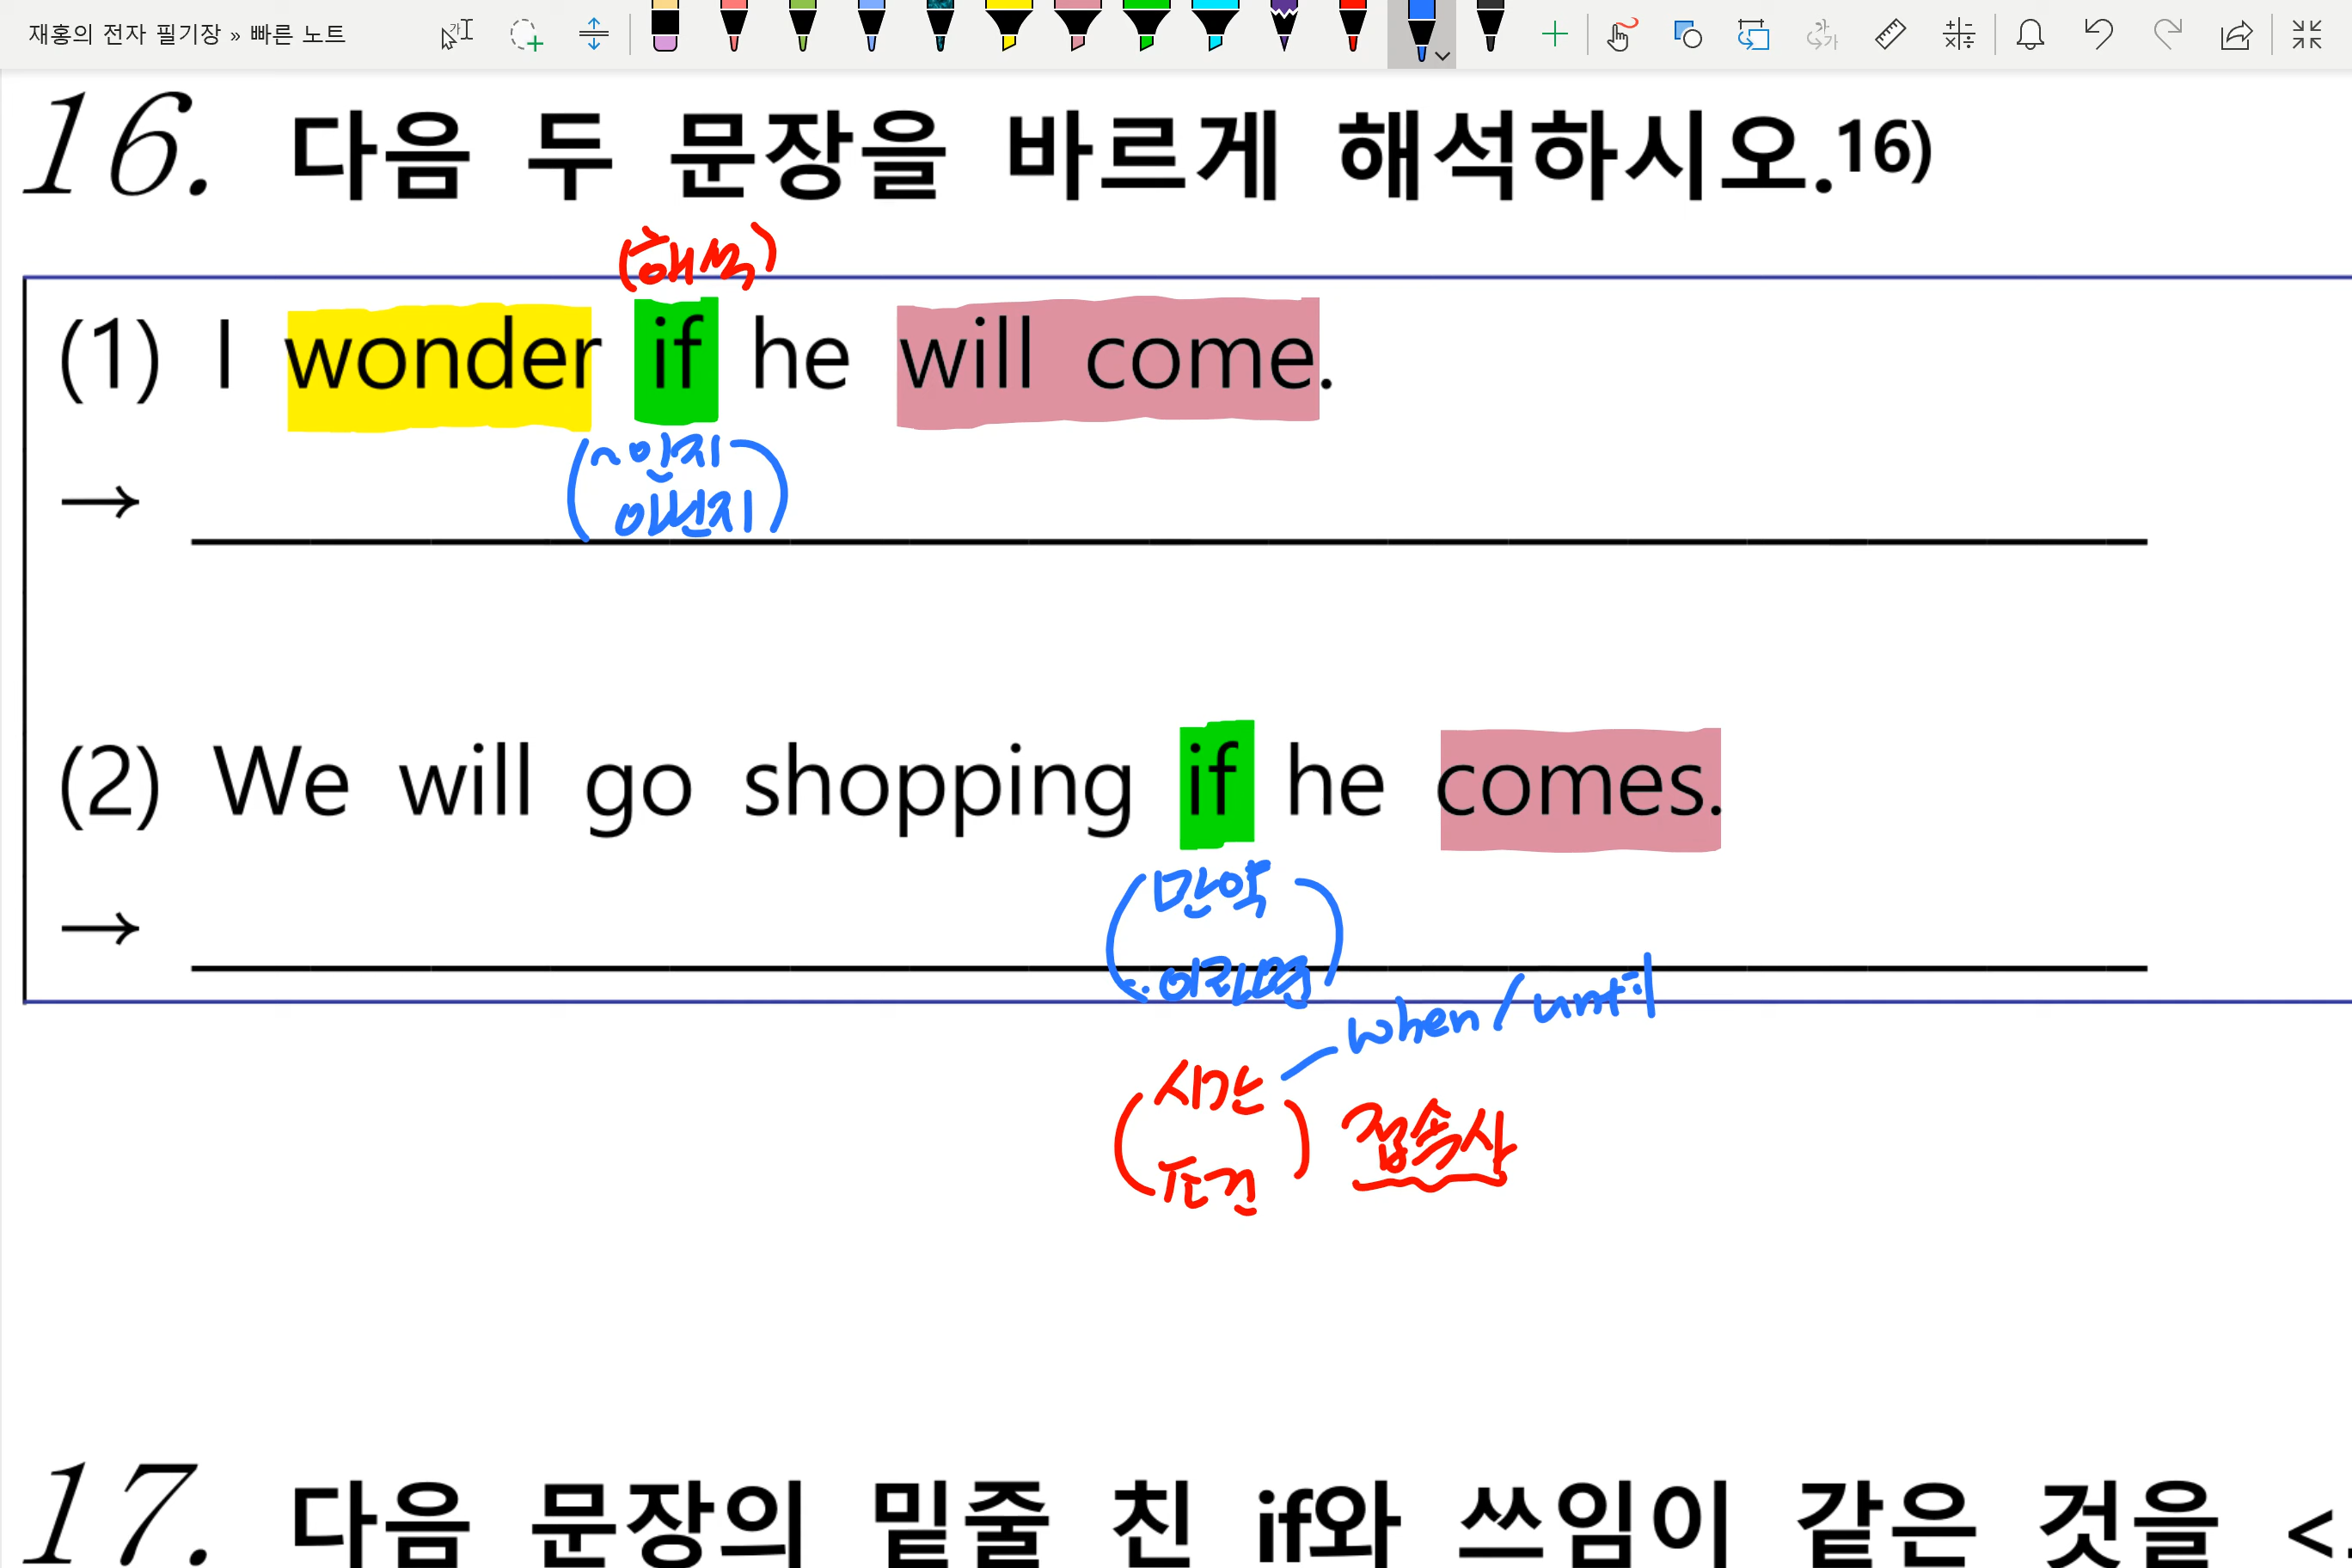 재홍의 전자 필기장 » 빠른 노트
16. 다음 두 문장을 바르게 해석하시오.16)
(해석)
(1) I wonder if he will come.
(~인지
아닌지)
→
(2) We will go shopping if he comes.
(만약
~이라면)
→
when / until
(시간
조건) 접속사
17. 다음 문장의 밑줄 친 if와 쓰임이 같은 것을 <